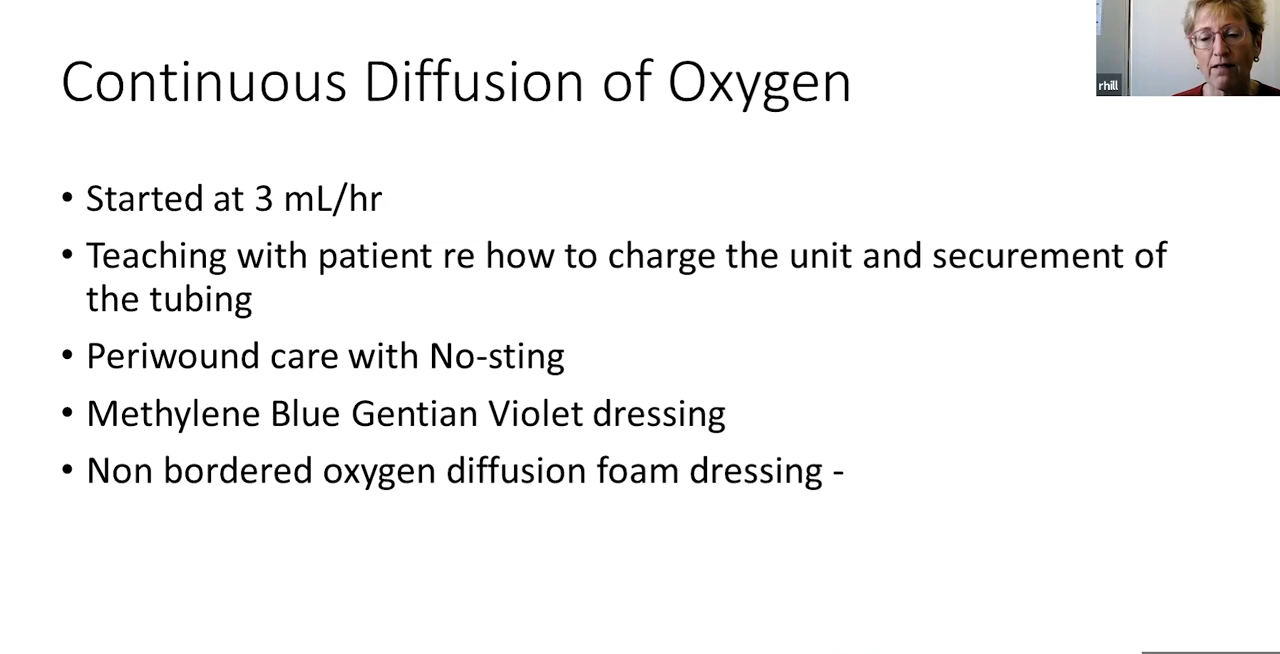 Continuous Diffusion of Oxygen
rhill
• Started at 3 mL/hr
• Teaching with patient re how to charge the unit and securement of
the tubing
• Periwound care with No-sting
• Methylene Blue Gentian Violet dressing
• Non bordered oxygen diffusion foam dressing -